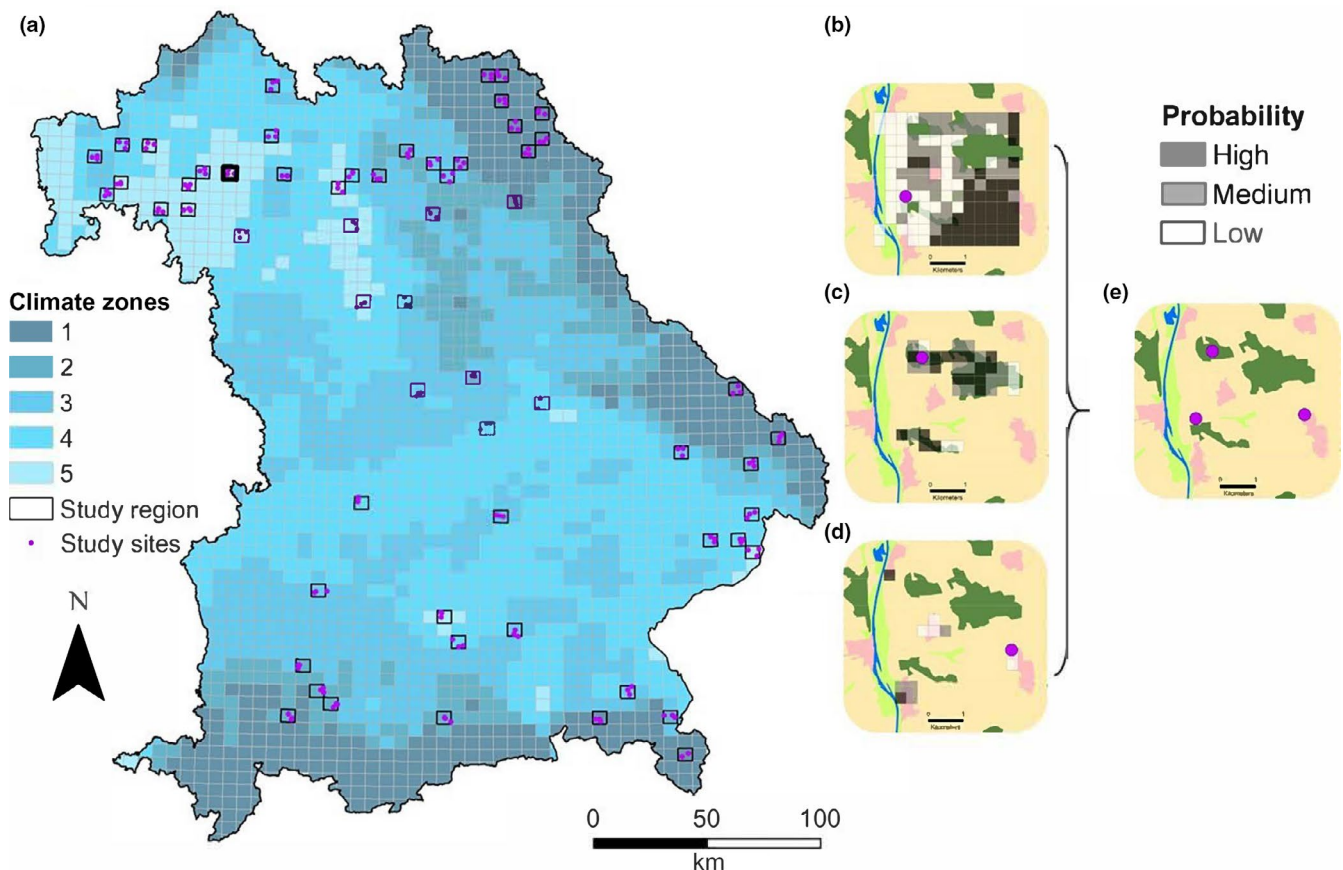 (a)
Climate zones
1
2
3
4
5
Study region
Study sites
N
0 50 100
km
(b)
0 1
Kilometers
(c)
0 1
Kilometers
(d)
0 1
Kilometers
Probability
High
Medium
Low
(e)
0 1
Kilometers